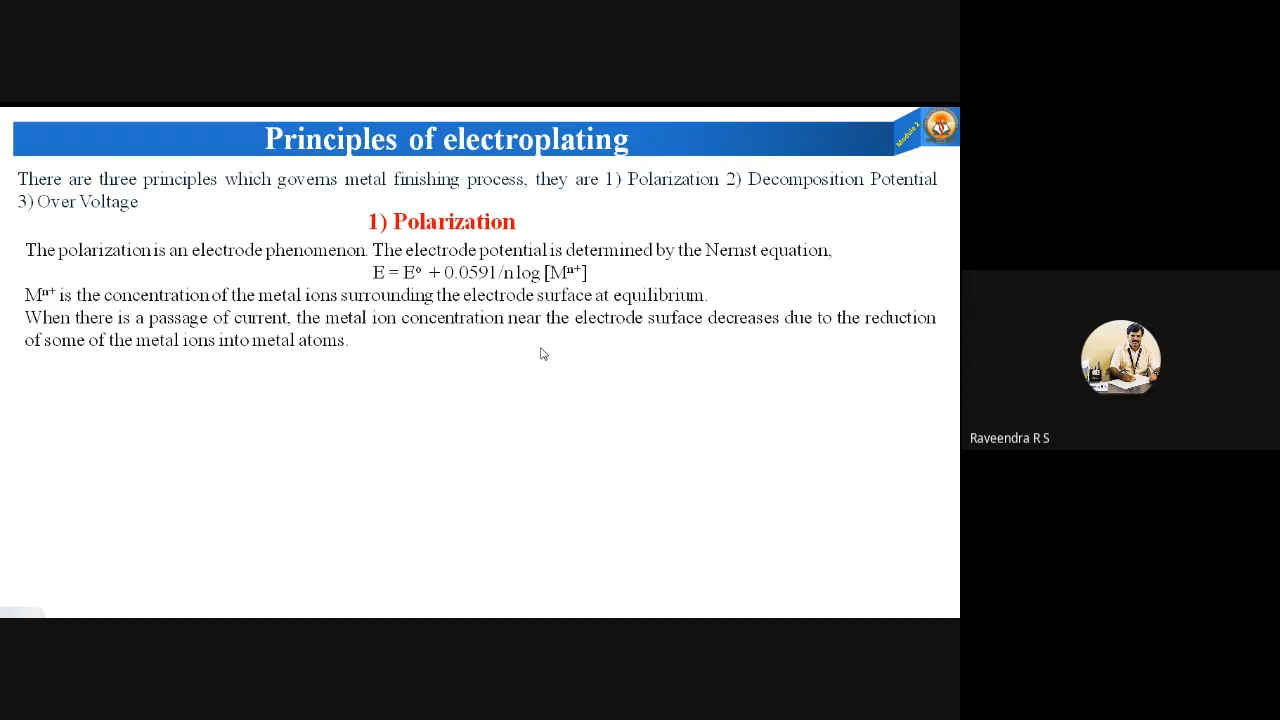 Principles of electroplating
Module 2
There are three principles which governs metal finishing process, they are 1) Polarization 2) Decomposition Potential
3) Over Voltage
1) Polarization
The polarization is an electrode phenomenon. The electrode potential is determined by the Nernst equation,
E = Eº + 0.0591/n log [Mⁿ⁺]
Mⁿ⁺ is the concentration of the metal ions surrounding the electrode surface at equilibrium.
When there is a passage of current, the metal ion concentration near the electrode surface decreases due to the reduction
of some of the metal ions into metal atoms.
Raveendra R S